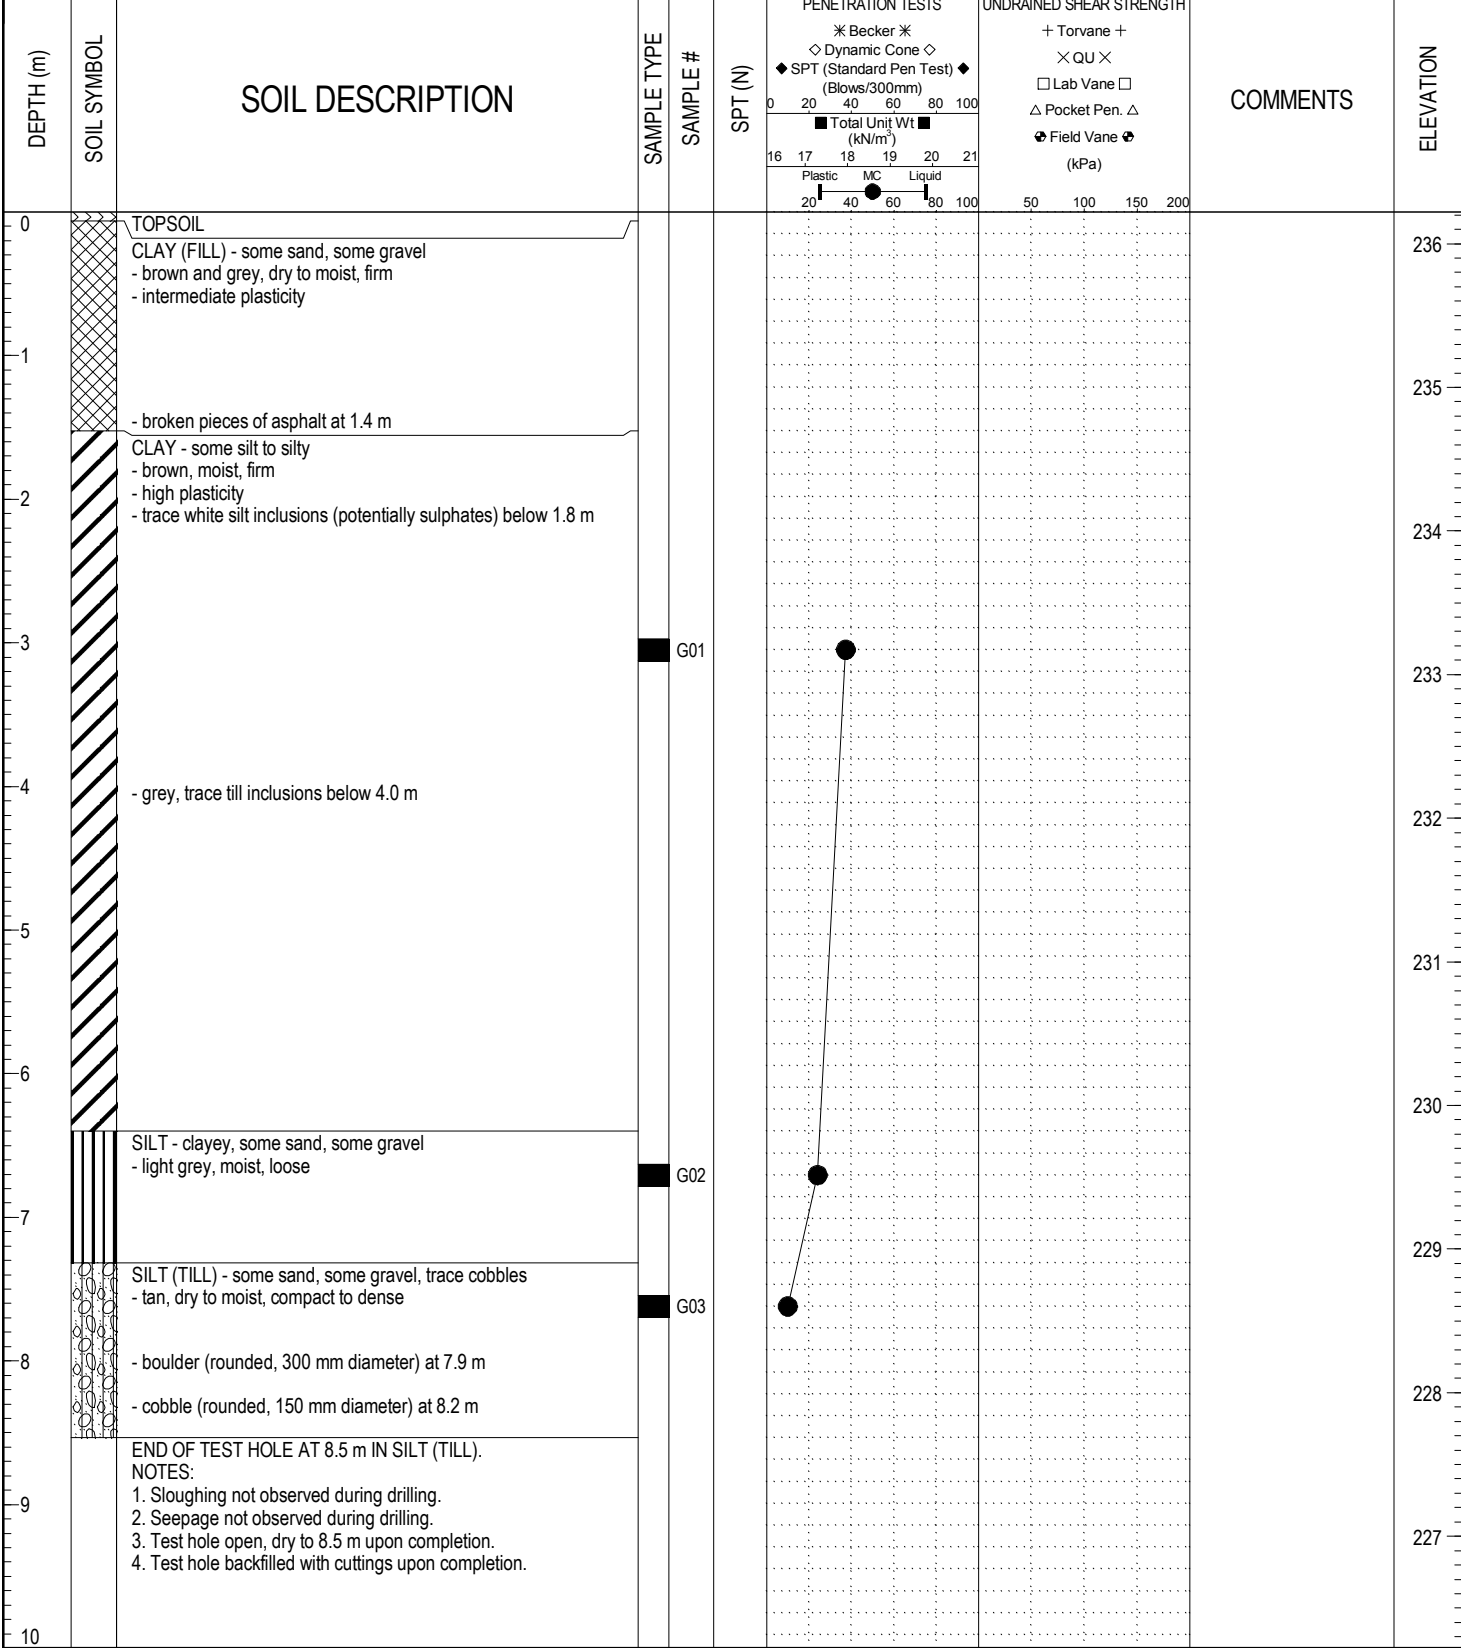 DEPTH (m)
SOIL SYMBOL
SOIL DESCRIPTION
SAMPLE TYPE
SAMPLE #
SPT (N)
PENETRATION TESTS
✳ Becker ✳
◇ Dynamic Cone ◇
◆ SPT (Standard Pen Test) ◆
(Blows/300mm)
0 20 40 60 80 100
■ Total Unit Wt ■
(kN/m³)
16 17 18 19 20 21
Plastic MC Liquid
20 40 60 80 100
UNDRAINED SHEAR STRENGTH
+ Torvane +
× QU ×
□ Lab Vane □
△ Pocket Pen. △
Field Vane
(kPa)
50 100 150 200
COMMENTS
ELEVATION
0
TOPSOIL
CLAY (FILL) - some sand, some gravel
236
- brown and grey, dry to moist, firm
- intermediate plasticity
1
235
- broken pieces of asphalt at 1.4 m
CLAY - some silt to silty
- brown, moist, firm
- high plasticity
2
- trace white silt inclusions (potentially sulphates) below 1.8 m
234
3
G01
233
4
- grey, trace till inclusions below 4.0 m
232
5
231
6
230
SILT - clayey, some sand, some gravel
- light grey, moist, loose
G02
7
229
SILT (TILL) - some sand, some gravel, trace cobbles
- tan, dry to moist, compact to dense
G03
8
- boulder (rounded, 300 mm diameter) at 7.9 m
228
- cobble (rounded, 150 mm diameter) at 8.2 m
END OF TEST HOLE AT 8.5 m IN SILT (TILL).
NOTES:
1. Sloughing not observed during drilling.
9
2. Seepage not observed during drilling.
3. Test hole open, dry to 8.5 m upon completion.
227
4. Test hole backfilled with cuttings upon completion.
10